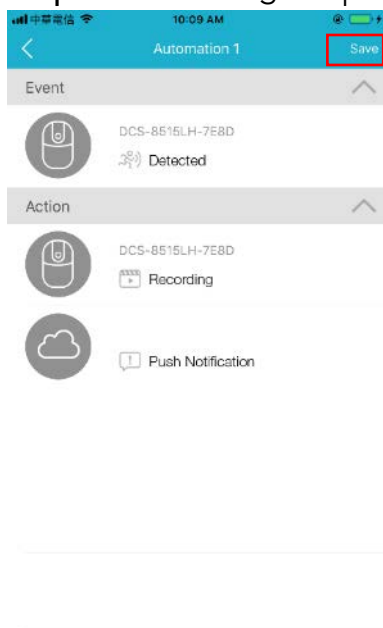 中華電信 10:09 AM
Automation 1 Save
Event
DCS-8515LH-7E8D
Detected
Action
DCS-8515LH-7E8D
Recording
Push Notification